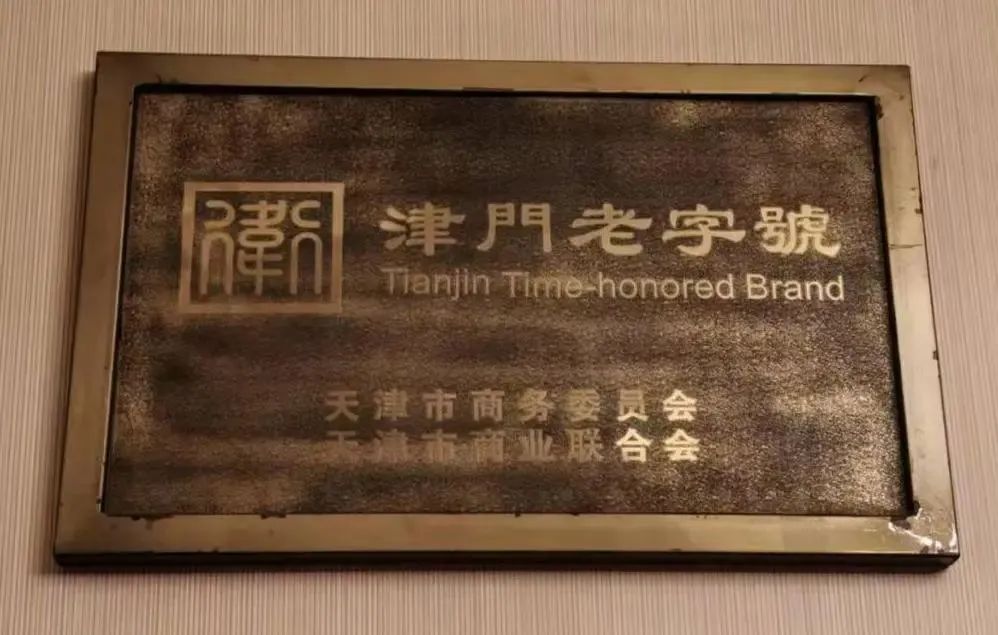 衛
津門老字號
Tianjin Time-honored Brand
天津市商务委员会
天津市商业联合会